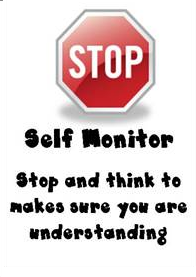 STOP
Self Monitor
Stop and think to
makes sure you are
understanding